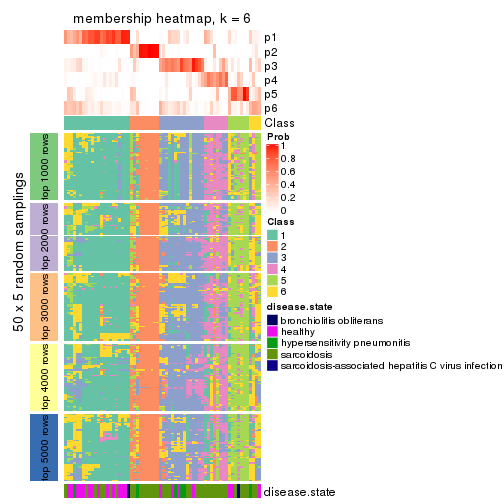 membership heatmap, k = 6
p1
p2
p3
p4
p5
p6
Class
50 x 5 random samplings
top 1000 rows
top 2000 rows
top 3000 rows
top 4000 rows
top 5000 rows
Prob
1
0.8
0.6
0.4
0.2
0
Class
1
2
3
4
5
6
disease.state
bronchiolitis obliterans
healthy
hypersensitivity pneumonitis
sarcoidosis
sarcoidosis-associated hepatitis C virus infection
disease.state